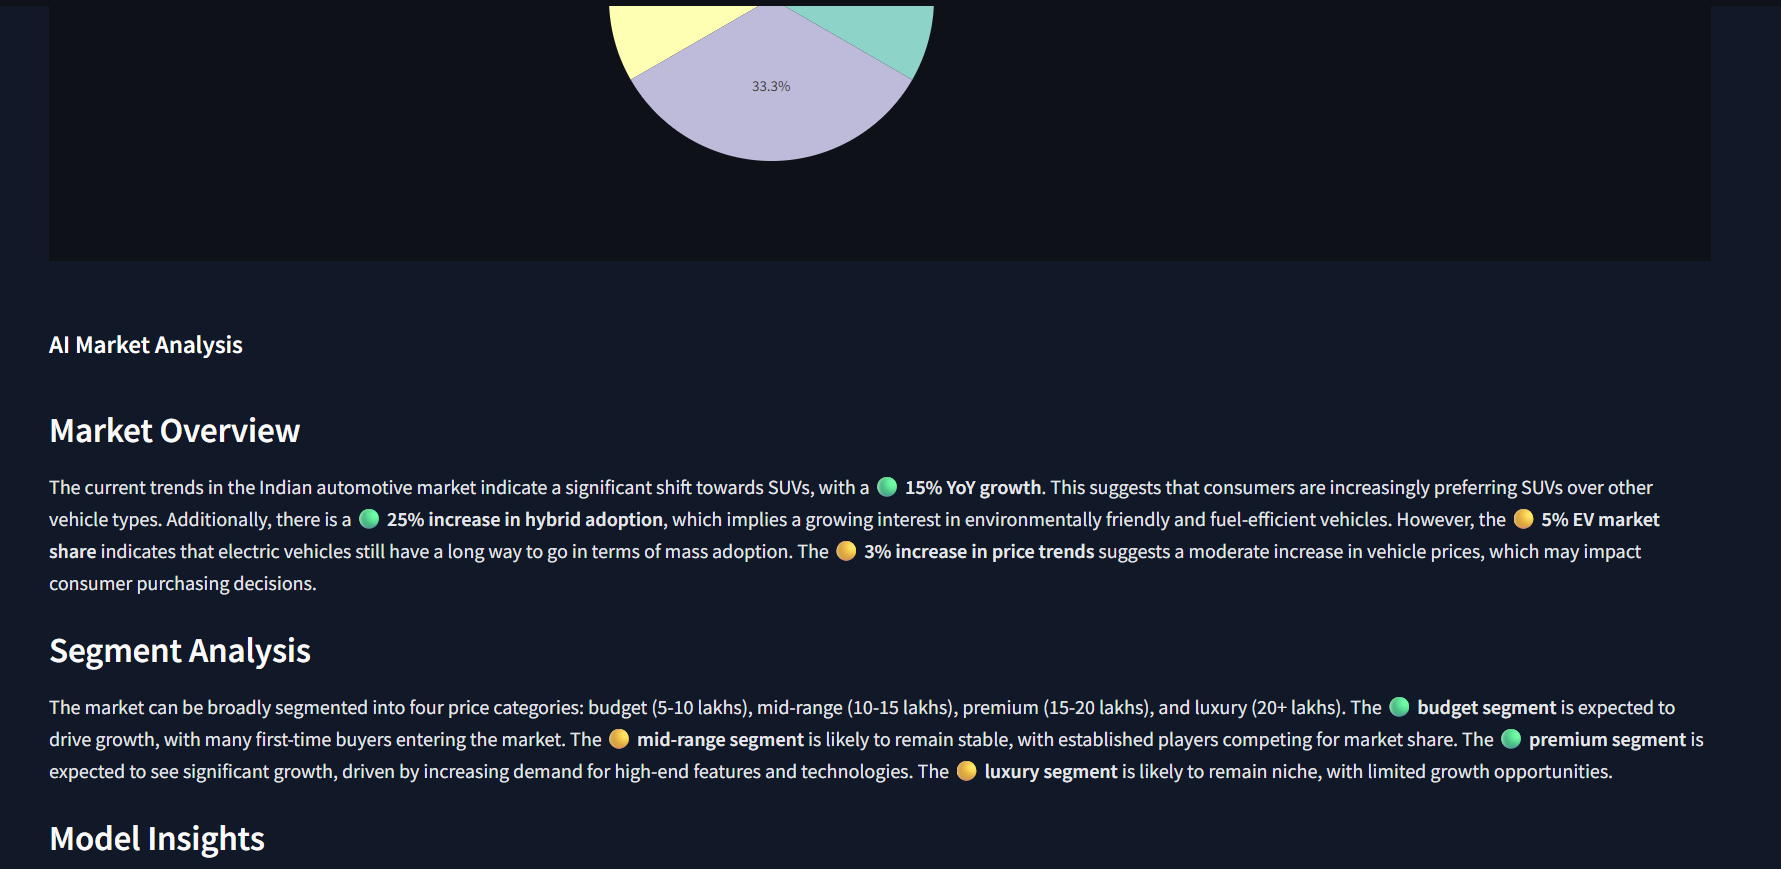 33.3%
AI Market Analysis
Market Overview
The current trends in the Indian automotive market indicate a significant shift towards SUVs, with a 🟢 15% YoY growth. This suggests that consumers are increasingly preferring SUVs over other
vehicle types. Additionally, there is a 🟢 25% increase in hybrid adoption, which implies a growing interest in environmentally friendly and fuel-efficient vehicles. However, the 🟡 5% EV market
share indicates that electric vehicles still have a long way to go in terms of mass adoption. The 🟡 3% increase in price trends suggests a moderate increase in vehicle prices, which may impact
consumer purchasing decisions.
Segment Analysis
The market can be broadly segmented into four price categories: budget (5-10 lakhs), mid-range (10-15 lakhs), premium (15-20 lakhs), and luxury (20+ lakhs). The 🟢 budget segment is expected to
drive growth, with many first-time buyers entering the market. The 🟡 mid-range segment is likely to remain stable, with established players competing for market share. The 🟢 premium segment is
expected to see significant growth, driven by increasing demand for high-end features and technologies. The 🟡 luxury segment is likely to remain niche, with limited growth opportunities.
Model Insights